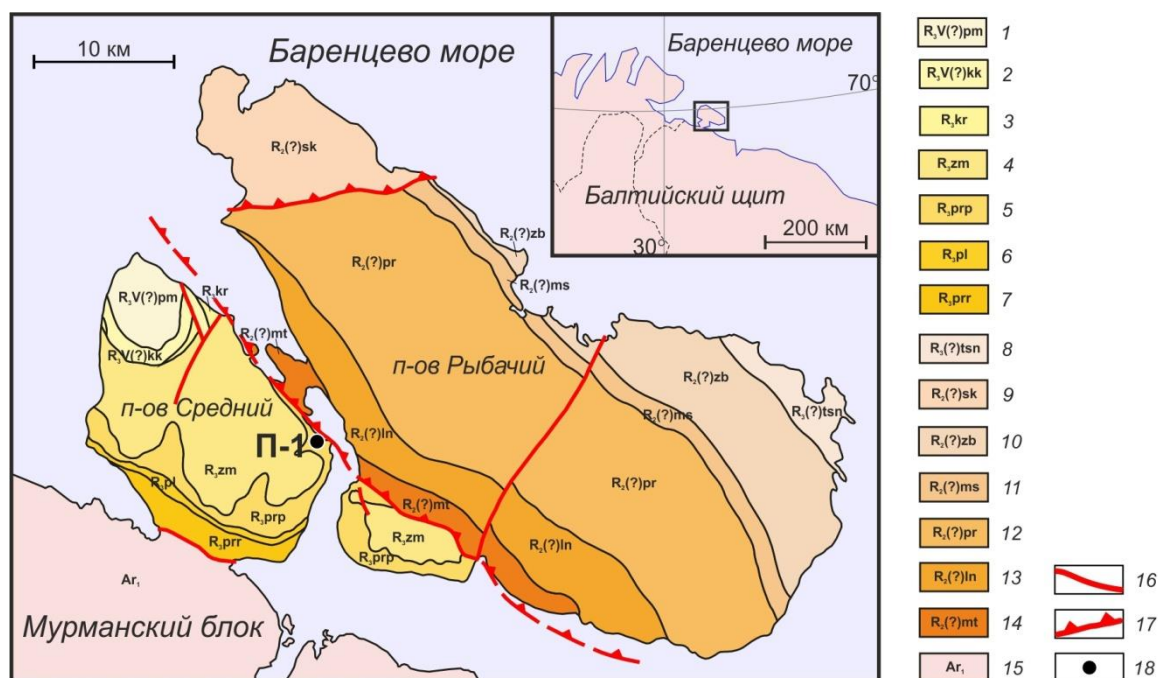 10 км
Баренцево море
Баренцево море
70°
Балтийский щит
30°
200 км
R₂(?)sk
R₂(?)zb
R₂(?)pr
R₂(?)ms
R₃V(?)pm
R₃kr
R₃V(?)kk
R₂(?)mt
п-ов Рыбачий
R₂(?)zb
R₃(?)tsn
R₂(?)ms
п-ов Средний
П-1
R₂(?)ln
R₃zm
R₃pl
R₂(?)pr
R₂(?)mt
R₃prp
R₃zm
R₂(?)ln
R₃prr
R₃prp
Ar₁
Мурманский блок
R₃V(?)pm 1
R₃V(?)kk 2
R₃kr 3
R₃zm 4
R₃prp 5
R₃pl 6
R₃prr 7
R₃(?)tsn 8
R₂(?)sk 9
R₂(?)zb 10
R₂(?)ms 11
R₂(?)pr 12
R₂(?)ln 13
16
R₂(?)mt 14
17
Ar₁ 15
18